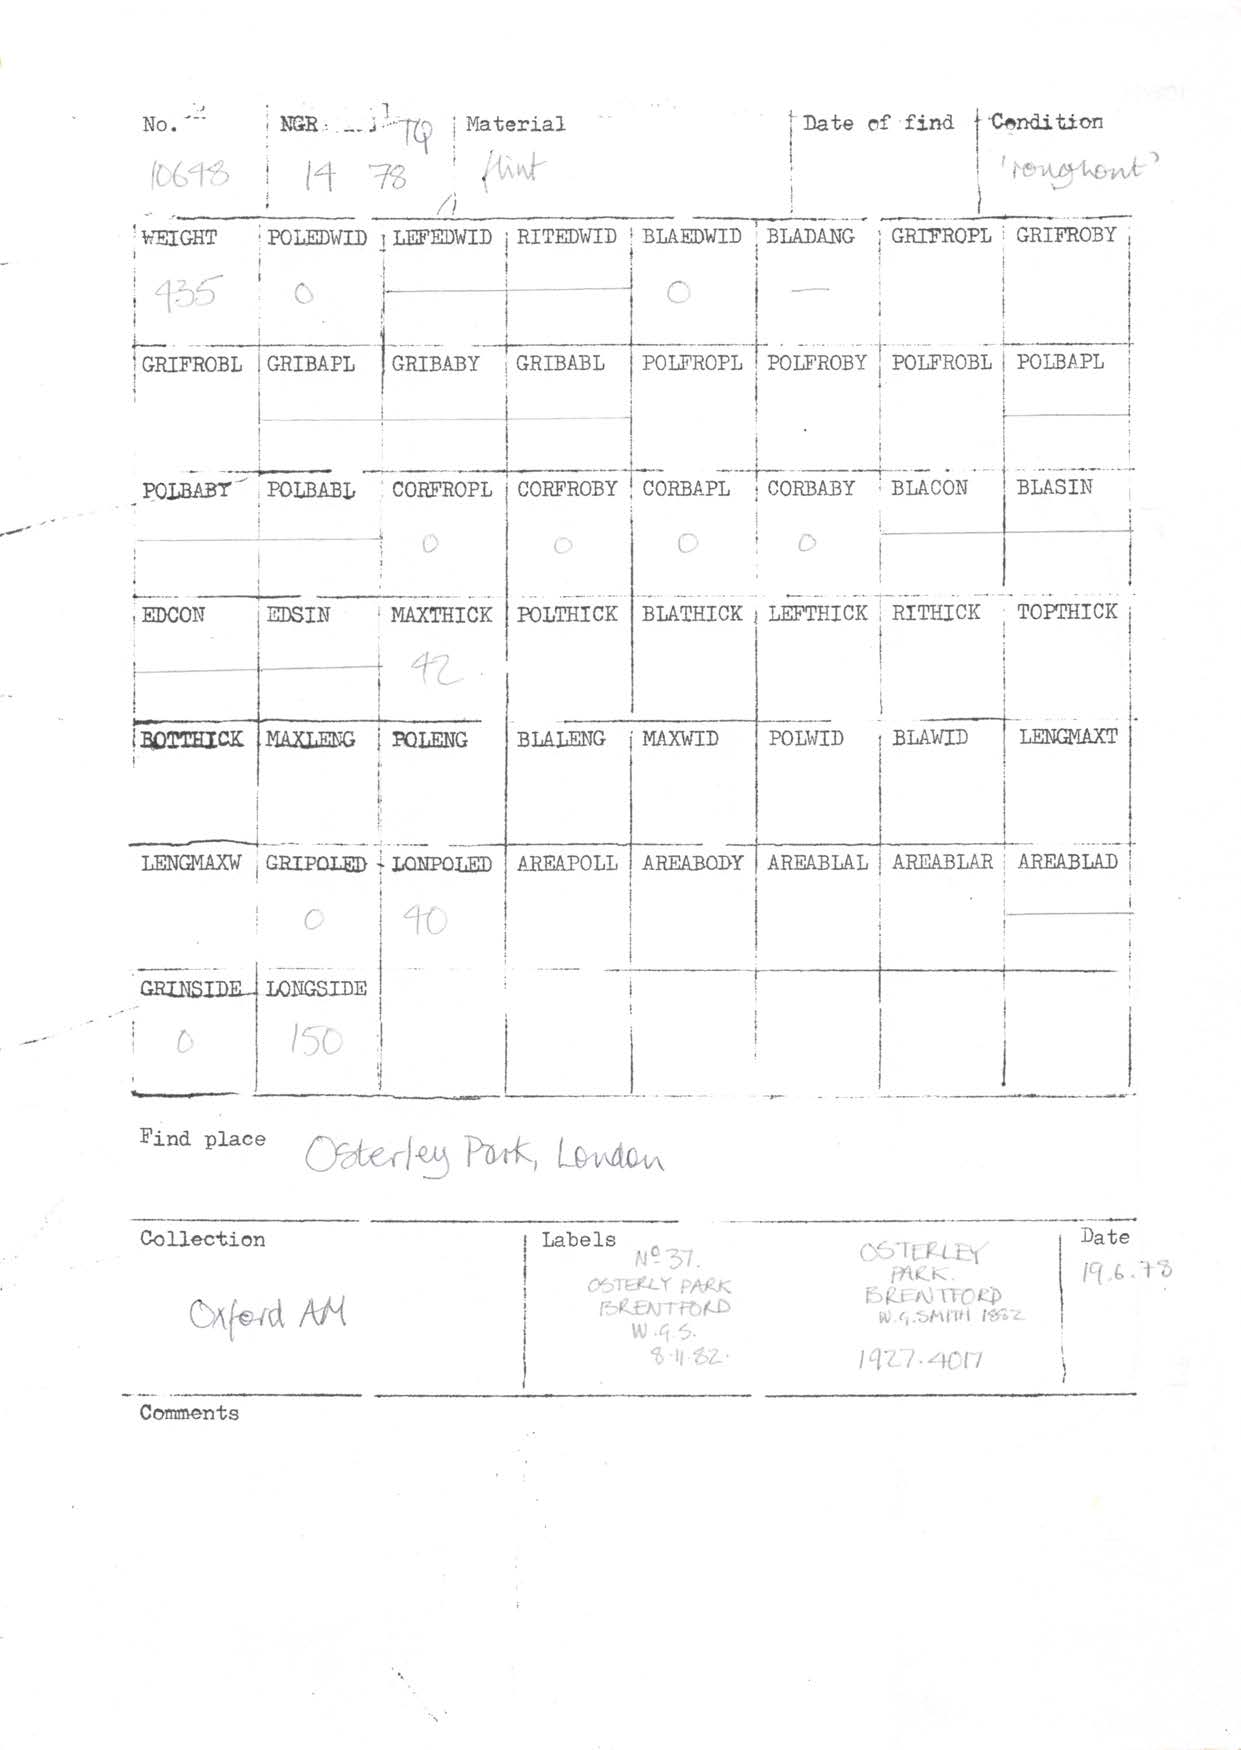 No. NGR TQ Material Date of find Condition
10648 14 78 flint 'roughout'
WEIGHT POLEDWID LEFEDWID RITEDWID BLAEDWID BLADANG GRIFROPL GRIFROBY
435 0 0 —
GRIFROBL GRIBAPL GRIBABY GRIBABL POLFROPL POLFROBY POLFROBL POLBAPL
POLBABY POLBABL CORFROPL CORFROBY CORBAPL CORBABY BLACON BLASIN
0 0 0 0
EDCON EDSIN MAXTHICK POLTHICK BLATHICK LEFTHICK RITHICK TOPTHICK
42
BOTTHICK MAXLENG POLENG BLALENG MAXWID POLWID BLAWID LENGMAXT
LENGMAXW GRIPOLED LONPOLED AREAPOLL AREABODY AREABLAL AREABLAR AREABLAD
0 40
GRINSIDE LONGSIDE
0 150
Find place Osterley Park, London
Collection Labels Date
Oxford AM
Nº 37.
OSTERLY PARK
BRENTFORD
W.G.S.
8.11.82.
OSTERLEY
PARK.
BRENTFORD
W.G.SMITH 1882
1927.4017
19.6.78
Comments